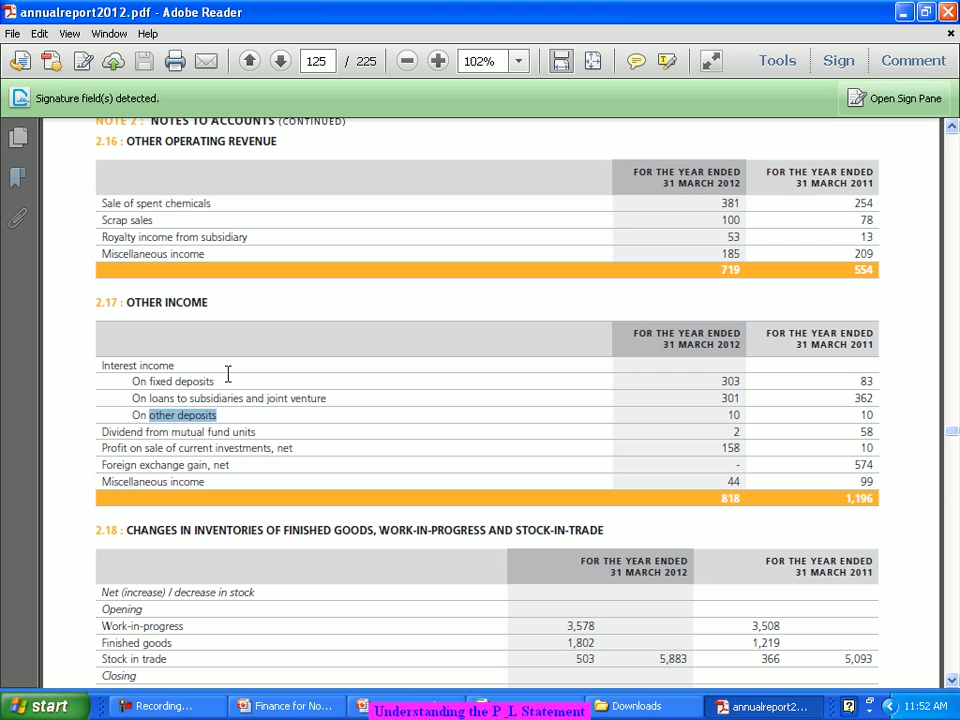 annualreport2012.pdf - Adobe Reader
File Edit View Window Help
125 / 225 102% Tools Sign Comment
Signature field(s) detected. Open Sign Pane
NOTE 2 : NOTES TO ACCOUNTS (CONTINUED)
2.16 : OTHER OPERATING REVENUE
FOR THE YEAR ENDED FOR THE YEAR ENDED
31 MARCH 2012 31 MARCH 2011
Sale of spent chemicals 381 254
Scrap sales 100 78
Royalty income from subsidiary 53 13
Miscellaneous income 185 209
719 554
2.17 : OTHER INCOME
FOR THE YEAR ENDED FOR THE YEAR ENDED
31 MARCH 2012 31 MARCH 2011
Interest income
On fixed deposits 303 83
On loans to subsidiaries and joint venture 301 362
On other deposits 10 10
Dividend from mutual fund units 2 58
Profit on sale of current investments, net 158 10
Foreign exchange gain, net - 574
Miscellaneous income 44 99
818 1,196
2.18 : CHANGES IN INVENTORIES OF FINISHED GOODS, WORK-IN-PROGRESS AND STOCK-IN-TRADE
FOR THE YEAR ENDED FOR THE YEAR ENDED
31 MARCH 2012 31 MARCH 2011
Net (increase) / decrease in stock
Opening
Work-in-progress 3,578 3,508
Finished goods 1,802 1,219
Stock in trade 503 5,883 366 5,093
Closing
start Recording... Finance for No... Downloads annualreport2... 11:52 AM
Understanding the P_L Statement